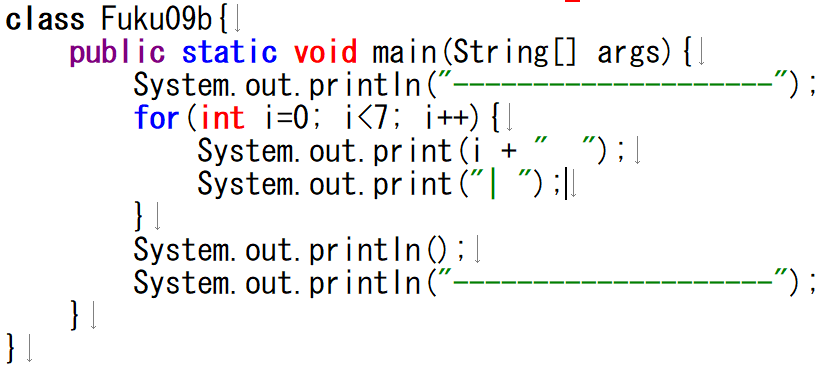 class Fuku09b{
    public static void main(String[] args){
        System.out.println("--------------------");
        for(int i=0; i<7; i++){
            System.out.print(i + "  ");
            System.out.print("| ");
        }
        System.out.println();
        System.out.println("--------------------");
    }
}